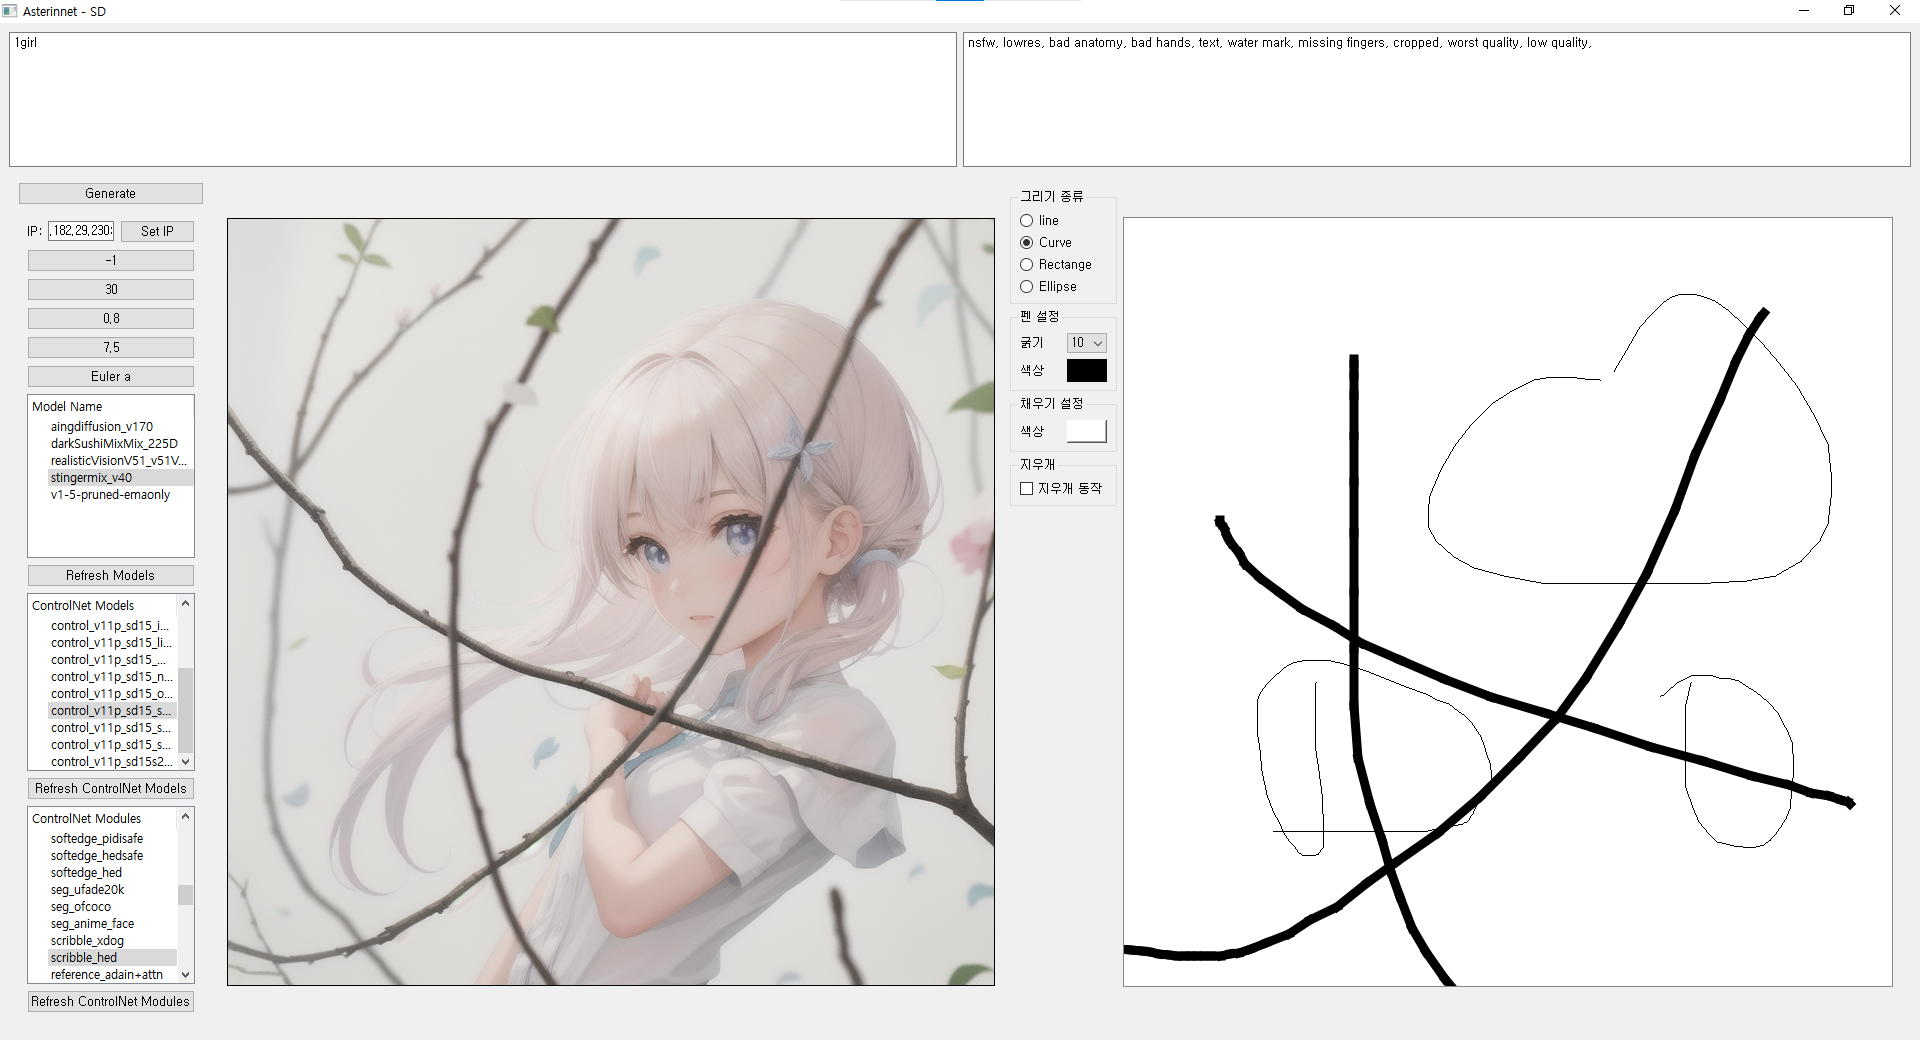 Asterinnet - SD
1girl
nsfw, lowres, bad anatomy, bad hands, text, water mark, missing fingers, cropped, worst quality, low quality,
Generate
IP: .182.29.230: Set IP
-1
30
0.8
7.5
Euler a
Model Name
aingdiffusion_v170
darkSushiMixMix_225D
realisticVisionV51_v51V...
stingermix_v40
v1-5-pruned-emaonly
Refresh Models
ControlNet Models
control_v11p_sd15_i...
control_v11p_sd15_li...
control_v11p_sd15_...
control_v11p_sd15_n...
control_v11p_sd15_o...
control_v11p_sd15_s...
control_v11p_sd15_s...
control_v11p_sd15_s...
control_v11p_sd15s2...
Refresh ControlNet Models
ControlNet Modules
softedge_pidisafe
softedge_hedsafe
softedge_hed
seg_ufade20k
seg_ofcoco
seg_anime_face
scribble_xdog
scribble_hed
reference_adain+attn
Refresh ControlNet Modules
그리기 종류
line
Curve
Rectange
Ellipse
펜 설정
굵기 10
색상
채우기 설정
색상
지우개
지우개 동작